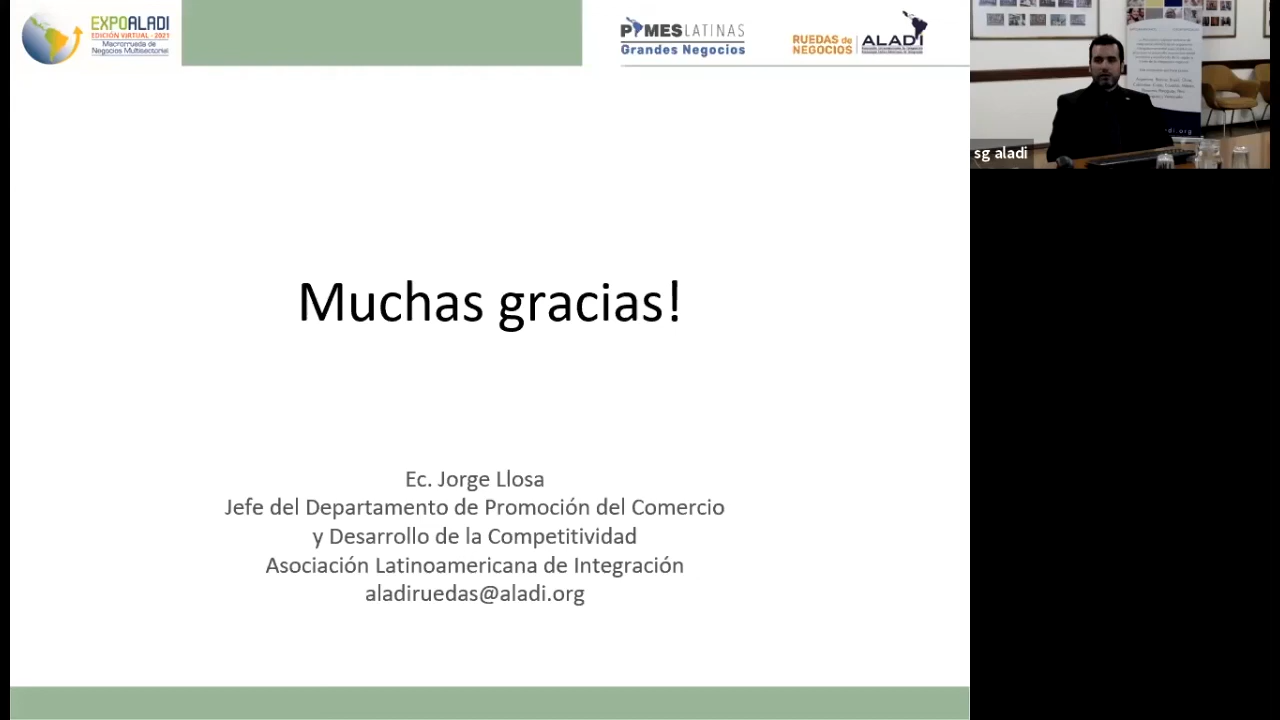 EXPOALADI
EDICIÓN VIRTUAL - 2021
Macrorrueda de
Negocios Multisectorial
PYMESLATINAS
Grandes Negocios
RUEDAS de
NEGOCIOS
ALADI
sg aladi
Muchas gracias!
Ec. Jorge Llosa
Jefe del Departamento de Promoción del Comercio
y Desarrollo de la Competitividad
Asociación Latinoamericana de Integración
aladiruedas@aladi.org